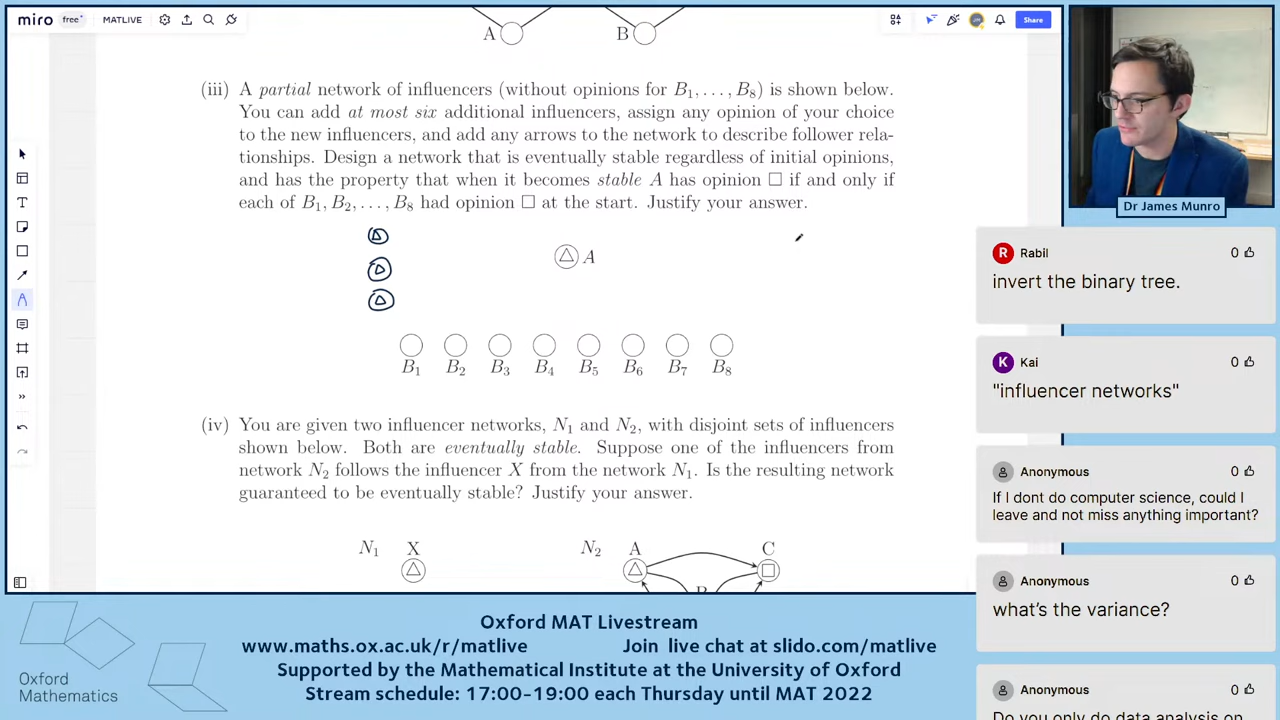 miro free MATLIVE Share
A B
(iii) A partial network of influencers (without opinions for B₁, . . . , B₈) is shown below.
You can add at most six additional influencers, assign any opinion of your choice
to the new influencers, and add any arrows to the network to describe follower rela-
tionships. Design a network that is eventually stable regardless of initial opinions,
and has the property that when it becomes stable A has opinion □ if and only if
each of B₁, B₂, . . . , B₈ had opinion □ at the start. Justify your answer.
A
B₁ B₂ B₃ B₄ B₅ B₆ B₇ B₈
(iv) You are given two influencer networks, N₁ and N₂, with disjoint sets of influencers
shown below. Both are eventually stable. Suppose one of the influencers from
network N₂ follows the influencer X from the network N₁. Is the resulting network
guaranteed to be eventually stable? Justify your answer.
N₁ X N₂ A C
B
Dr James Munro
R Rabil 0
invert the binary tree.
K Kai 0
"influencer networks"
Anonymous 0
If I dont do computer science, could I
leave and not miss anything important?
Anonymous 0
what's the variance?
Anonymous 0
Do you only do data analysis on
Oxford
Mathematics
Oxford MAT Livestream
www.maths.ox.ac.uk/r/matlive Join live chat at slido.com/matlive
Supported by the Mathematical Institute at the University of Oxford
Stream schedule: 17:00-19:00 each Thursday until MAT 2022